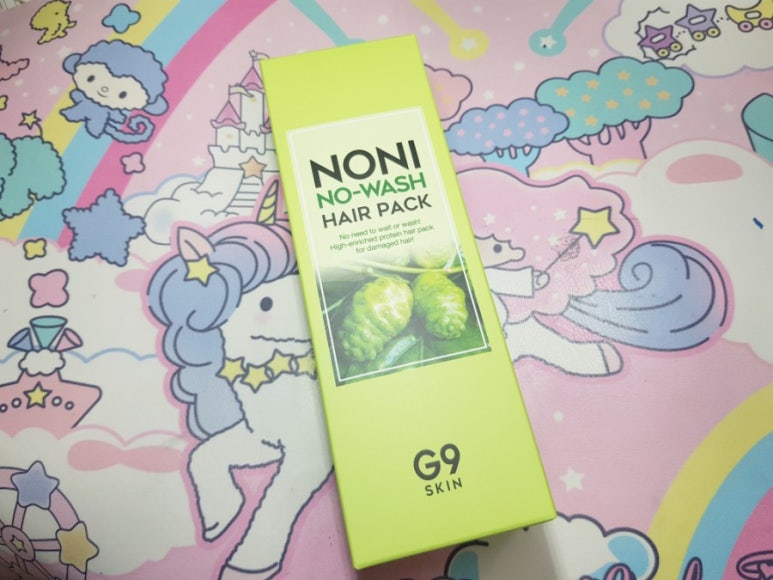 NONI
NO-WASH
HAIR PACK
No need to wait or wash!
High-enriched protein hair pack
for damaged hair!
G9
SKIN